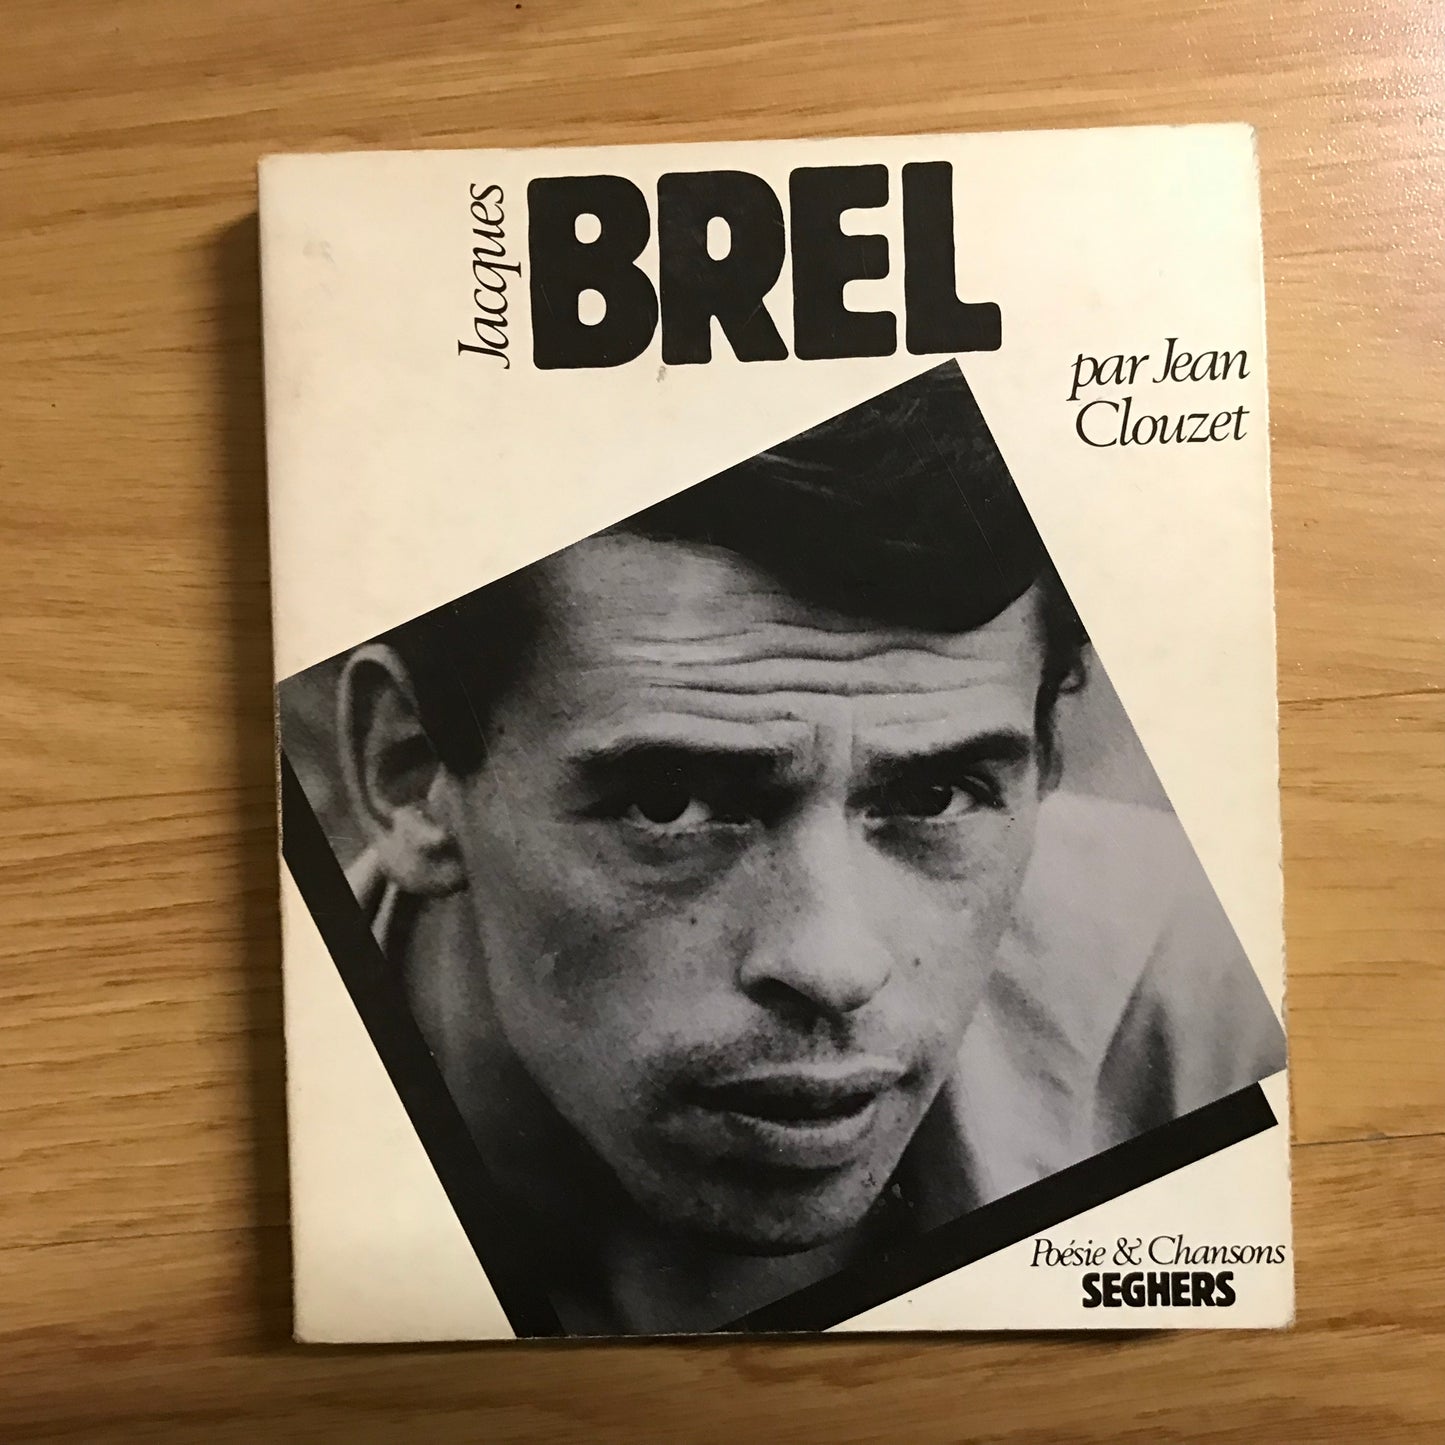 Jacques
BREL
par Jean
Clouzet
Poésie & Chansons
SEGHERS